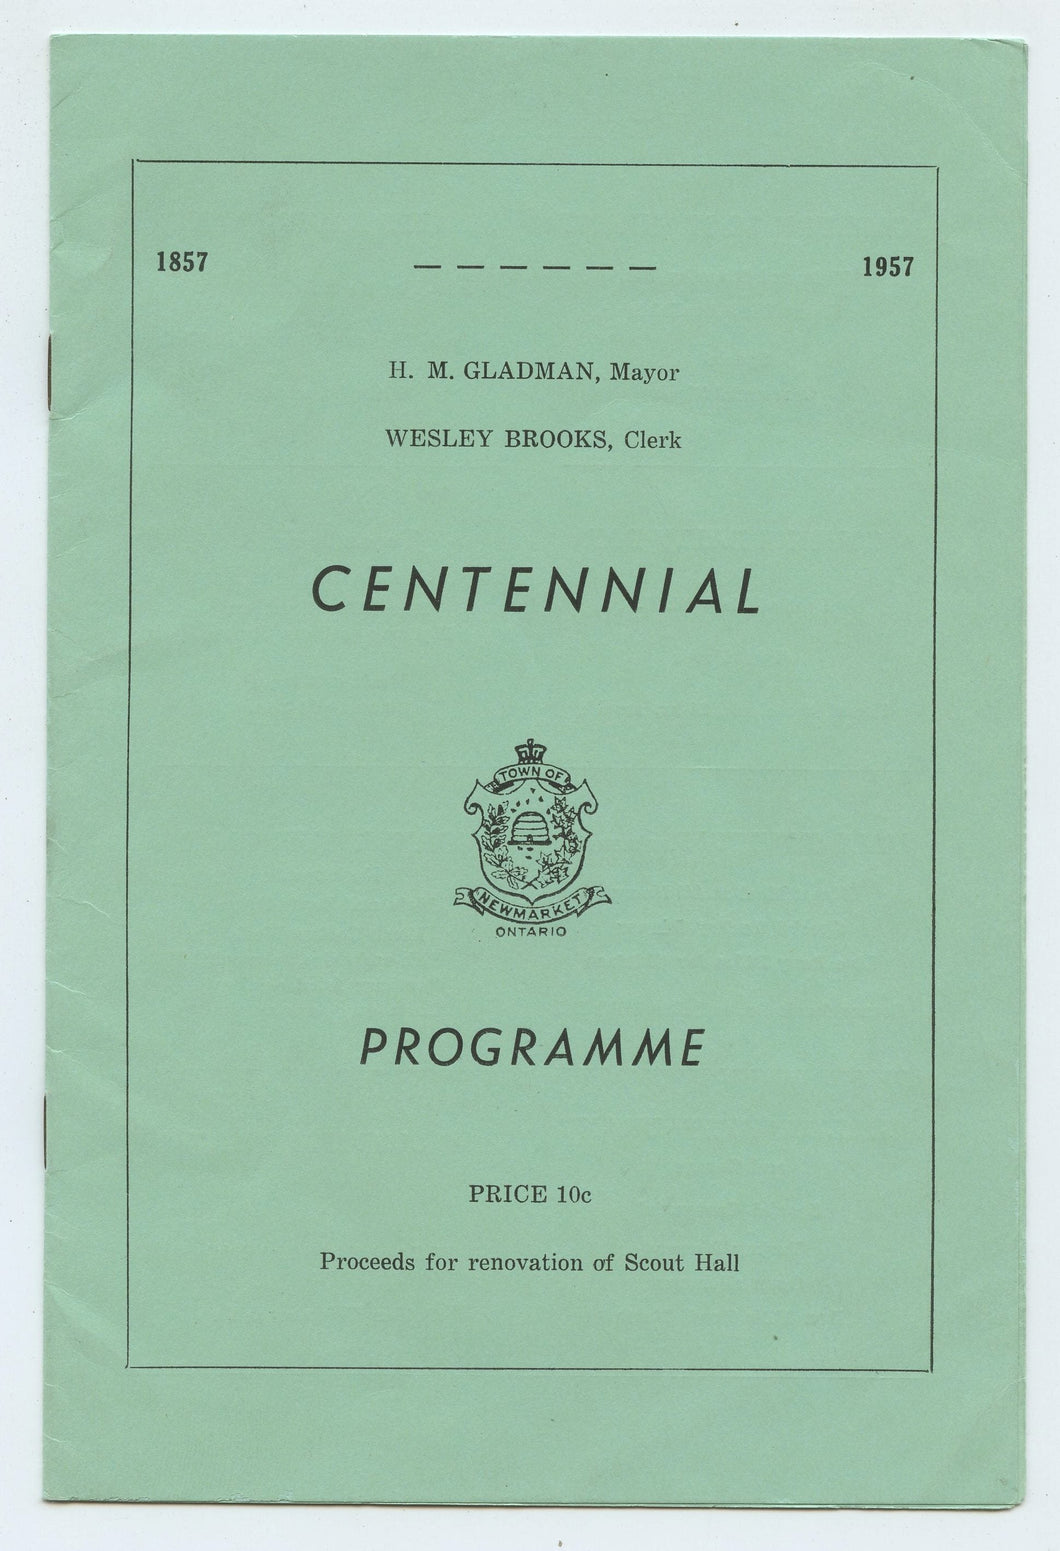 1857 — — — — — — 1957
H. M. GLADMAN, Mayor
WESLEY BROOKS, Clerk
CENTENNIAL
TOWN OF
NEWMARKET
ONTARIO
PROGRAMME
PRICE 10c
Proceeds for renovation of Scout Hall